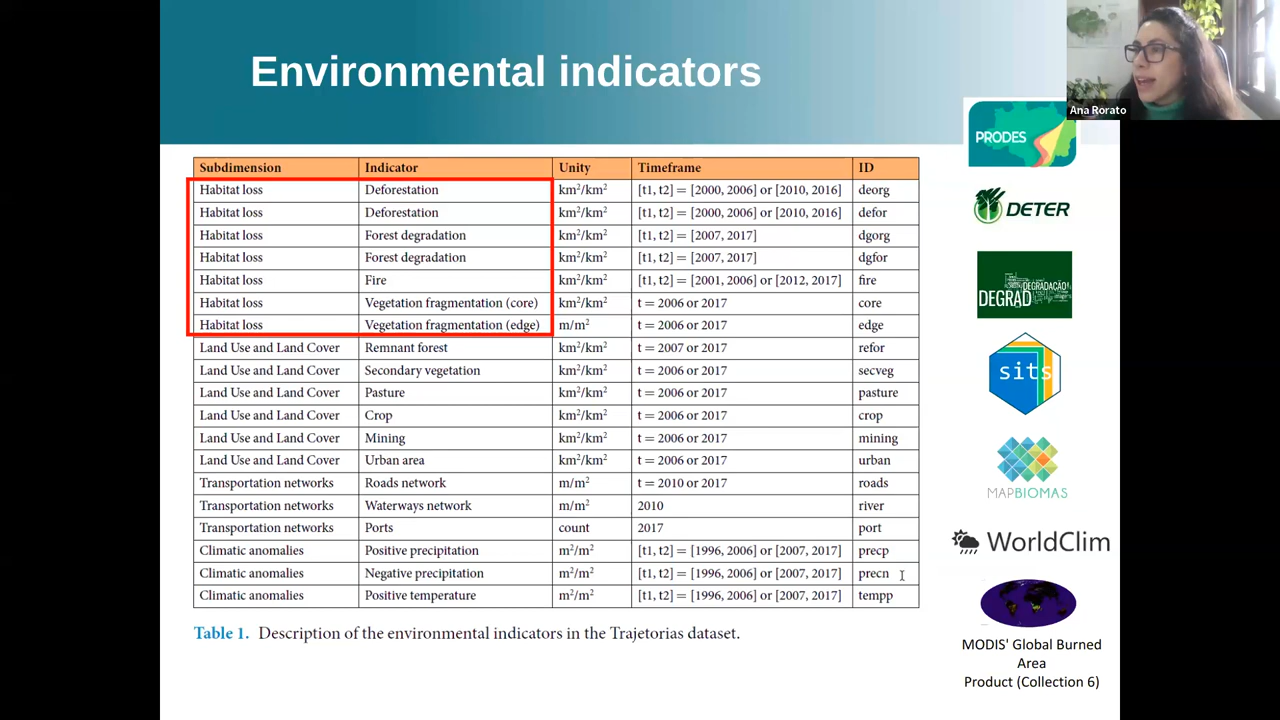 Environmental indicators
Ana Rorato
Subdimension Indicator Unity Timeframe ID
Habitat loss Deforestation km²/km² [t1, t2] = [2000, 2006] or [2010, 2016] deorg
Habitat loss Deforestation km²/km² [t1, t2] = [2000, 2006] or [2010, 2016] defor
Habitat loss Forest degradation km²/km² [t1, t2] = [2007, 2017] dgorg
Habitat loss Forest degradation km²/km² [t1, t2] = [2007, 2017] dgfor
Habitat loss Fire km²/km² [t1, t2] = [2001, 2006] or [2012, 2017] fire
Habitat loss Vegetation fragmentation (core) km²/km² t = 2006 or 2017 core
Habitat loss Vegetation fragmentation (edge) m/m² t = 2006 or 2017 edge
Land Use and Land Cover Remnant forest km²/km² t = 2007 or 2017 refor
Land Use and Land Cover Secondary vegetation km²/km² t = 2006 or 2017 secveg
Land Use and Land Cover Pasture km²/km² t = 2006 or 2017 pasture
Land Use and Land Cover Crop km²/km² t = 2006 or 2017 crop
Land Use and Land Cover Mining km²/km² t = 2006 or 2017 mining
Land Use and Land Cover Urban area km²/km² t = 2006 or 2017 urban
Transportation networks Roads network m/m² t = 2010 or 2017 roads
Transportation networks Waterways network m/m² 2010 river
Transportation networks Ports count 2017 port
Climatic anomalies Positive precipitation m²/m² [t1, t2] = [1996, 2006] or [2007, 2017] precp
Climatic anomalies Negative precipitation m²/m² [t1, t2] = [1996, 2006] or [2007, 2017] precn
Climatic anomalies Positive temperature m²/m² [t1, t2] = [1996, 2006] or [2007, 2017] tempp
Table 1. Description of the environmental indicators in the Trajetorias dataset.
PRODES
DETER
DEGRAD
DEGRADAÇÃO
sits
MAPBIOMAS
WorldClim
MODIS' Global Burned
Area
Product (Collection 6)